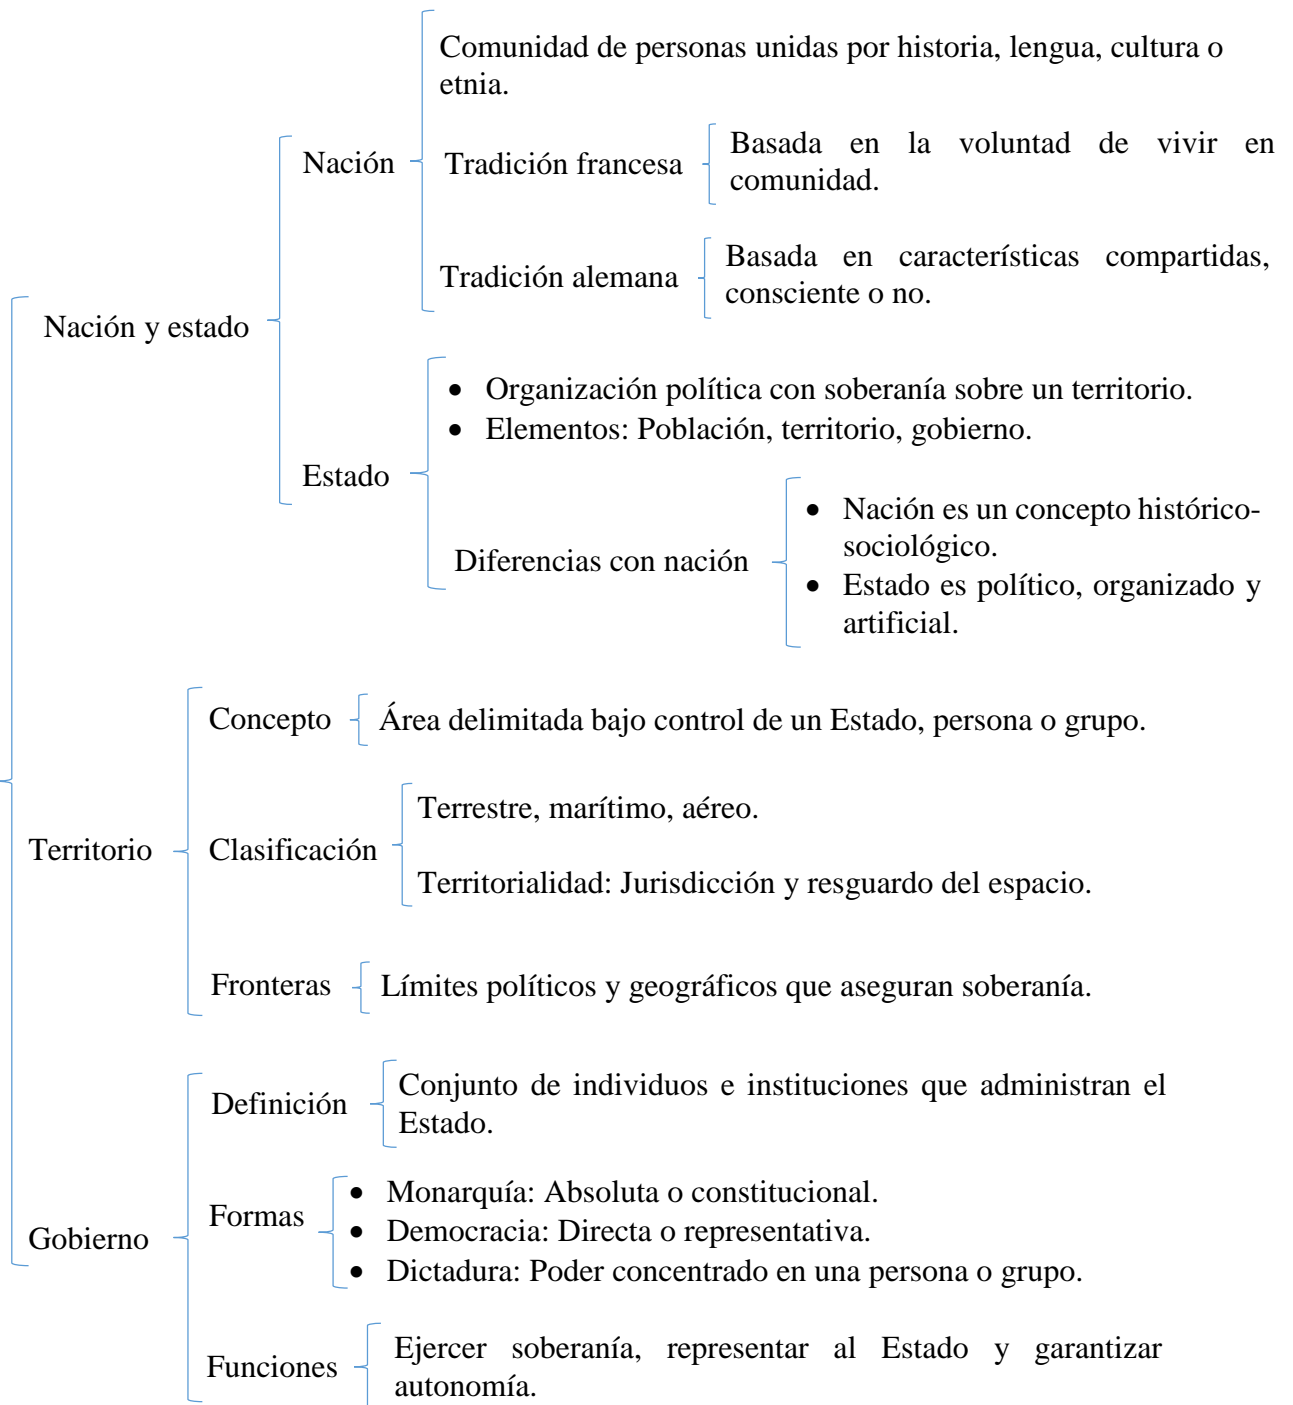 Comunidad de personas unidas por historia, lengua, cultura o
etnia.
Nación
Tradición francesa
Basada en la voluntad de vivir en
comunidad.
Tradición alemana
Basada en características compartidas,
consciente o no.
Nación y estado
• Organización política con soberanía sobre un territorio.
• Elementos: Población, territorio, gobierno.
Estado
Diferencias con nación
• Nación es un concepto histórico-
sociológico.
• Estado es político, organizado y
artificial.
Concepto
Área delimitada bajo control de un Estado, persona o grupo.
Territorio
Clasificación
Terrestre, marítimo, aéreo.
Territorialidad: Jurisdicción y resguardo del espacio.
Fronteras
Límites políticos y geográficos que aseguran soberanía.
Definición
Conjunto de individuos e instituciones que administran el
Estado.
Gobierno
Formas
• Monarquía: Absoluta o constitucional.
• Democracia: Directa o representativa.
• Dictadura: Poder concentrado en una persona o grupo.
Funciones
Ejercer soberanía, representar al Estado y garantizar
autonomía.